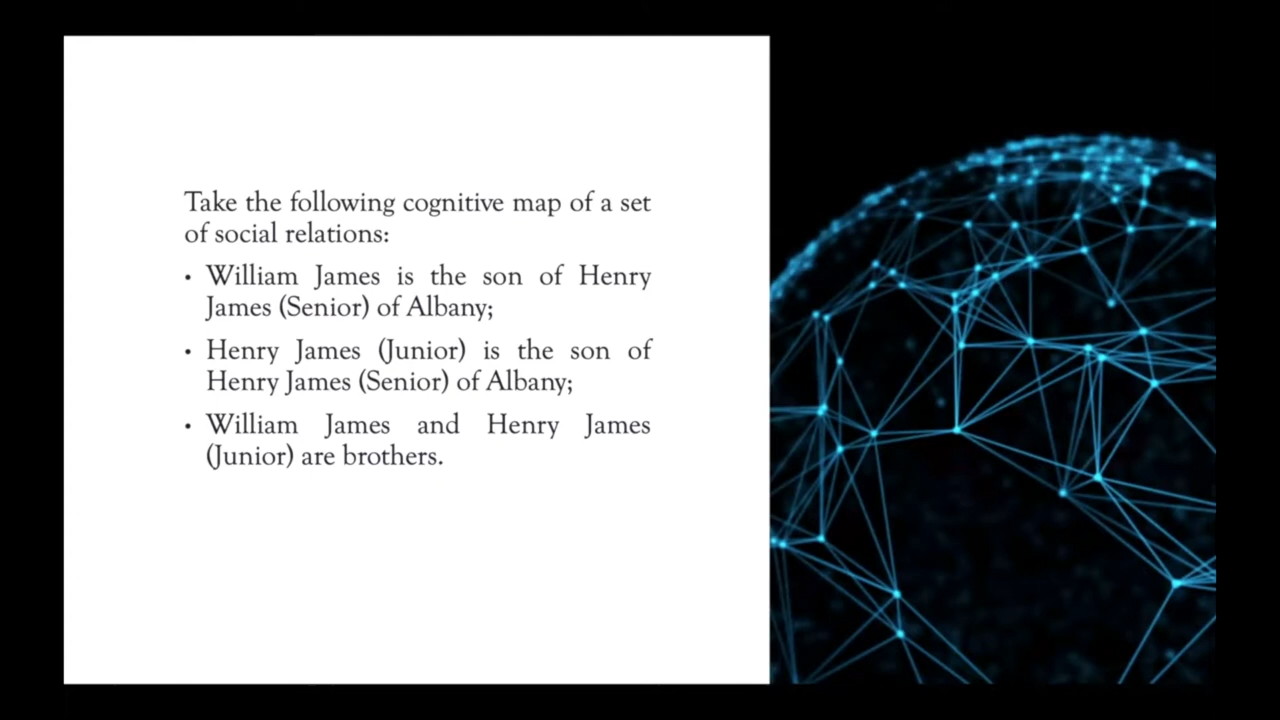 Take the following cognitive map of a set
of social relations:
• William James is the son of Henry
James (Senior) of Albany;
• Henry James (Junior) is the son of
Henry James (Senior) of Albany;
• William James and Henry James
(Junior) are brothers.